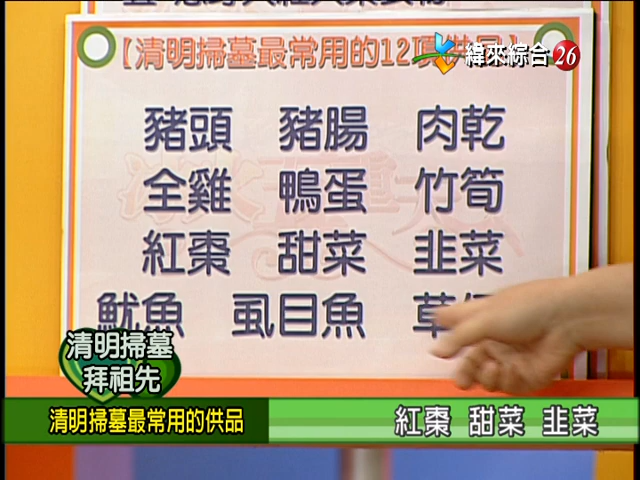 【清明掃墓最常用的12項供品】
緯來綜合 26
豬頭 豬腸 肉乾
全雞 鴨蛋 竹筍
紅棗 甜菜 韭菜
魷魚 虱目魚 草
清明掃墓
拜祖先
清明掃墓最常用的供品
紅棗 甜菜 韭菜